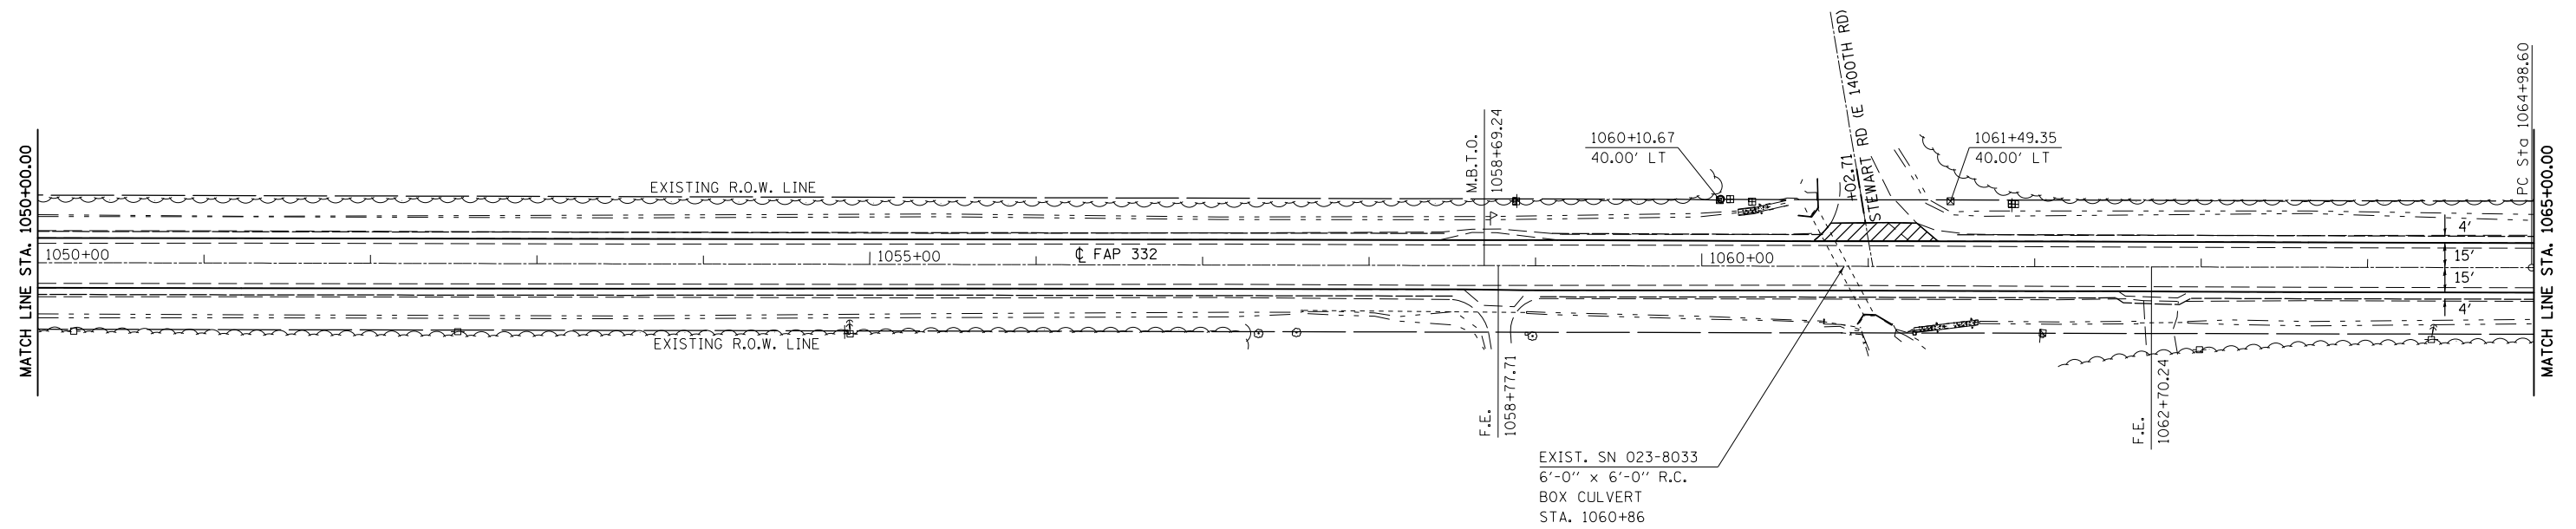 MATCH LINE STA. 1050+00.00
EXISTING R.O.W. LINE
1050+00
1055+00
℄ FAP 332
EXISTING R.O.W. LINE
M.B.T.O.
1058+69.24
F.E.
1058+77.71
1060+10.67
40.00' LT
1060+00
+02.71
STEWART RD (E 1400TH RD)
1061+49.35
40.00' LT
EXIST. SN 023-8033
6'-0" x 6'-0" R.C.
BOX CULVERT
STA. 1060+86
F.E.
1062+70.24
4'
15'
15'
4'
PC Sta 1064+98.60
MATCH LINE STA. 1065+00.00